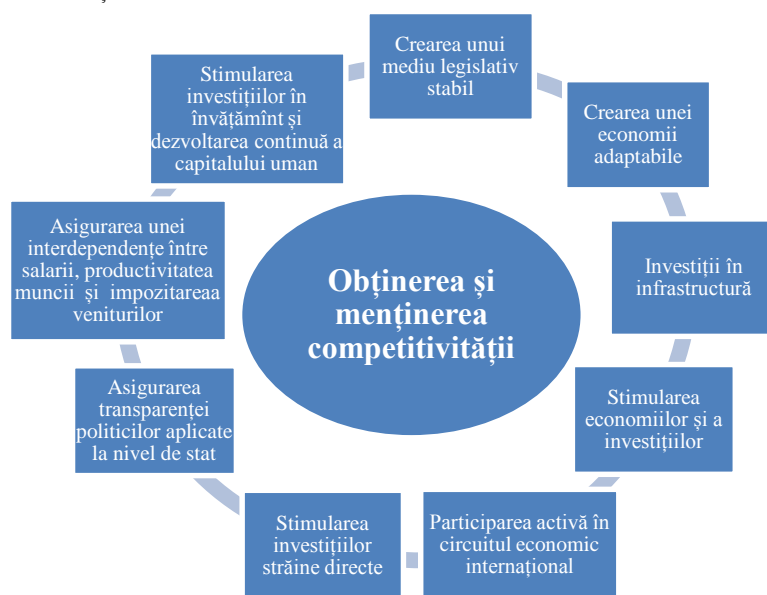 Crearea unui
mediu legislativ
stabil
Crearea unei
economii
adaptabile
Investiții în
infrastructură
Stimularea
economiilor și a
investițiilor
Participarea activă în
circuitul economic
internațional
Stimularea
investițiilor
străine directe
Asigurarea
transparenței
politicilor aplicate
la nivel de stat
Asigurarea unei
interdependențe între
salarii, productivitatea
muncii și impozitareaa
veniturilor
Stimularea
investițiilor în
învățămînt și
dezvoltarea continuă a
capitalului uman
Obținerea și
menținerea
competitivității